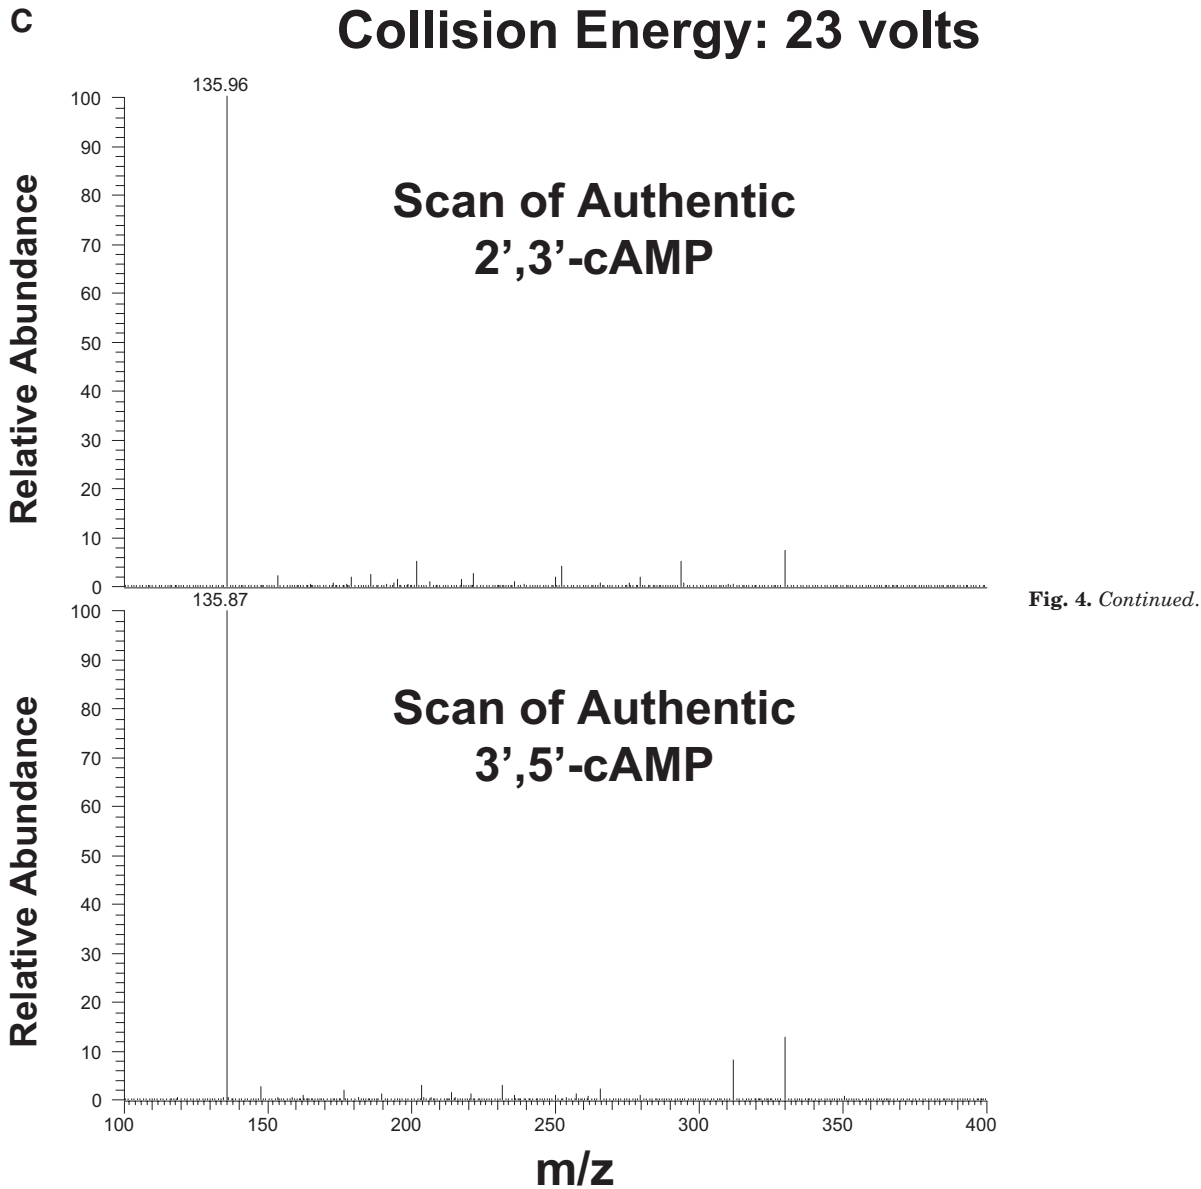 C
Collision Energy: 23 volts
135.96
100
90
80
70
60
50
40
30
20
10
0
Relative Abundance
Scan of Authentic
2',3'-cAMP
135.87
100
90
80
70
60
50
40
30
20
10
0
Relative Abundance
Scan of Authentic
3',5'-cAMP
100 150 200 250 300 350 400
m/z
Fig. 4. Continued.